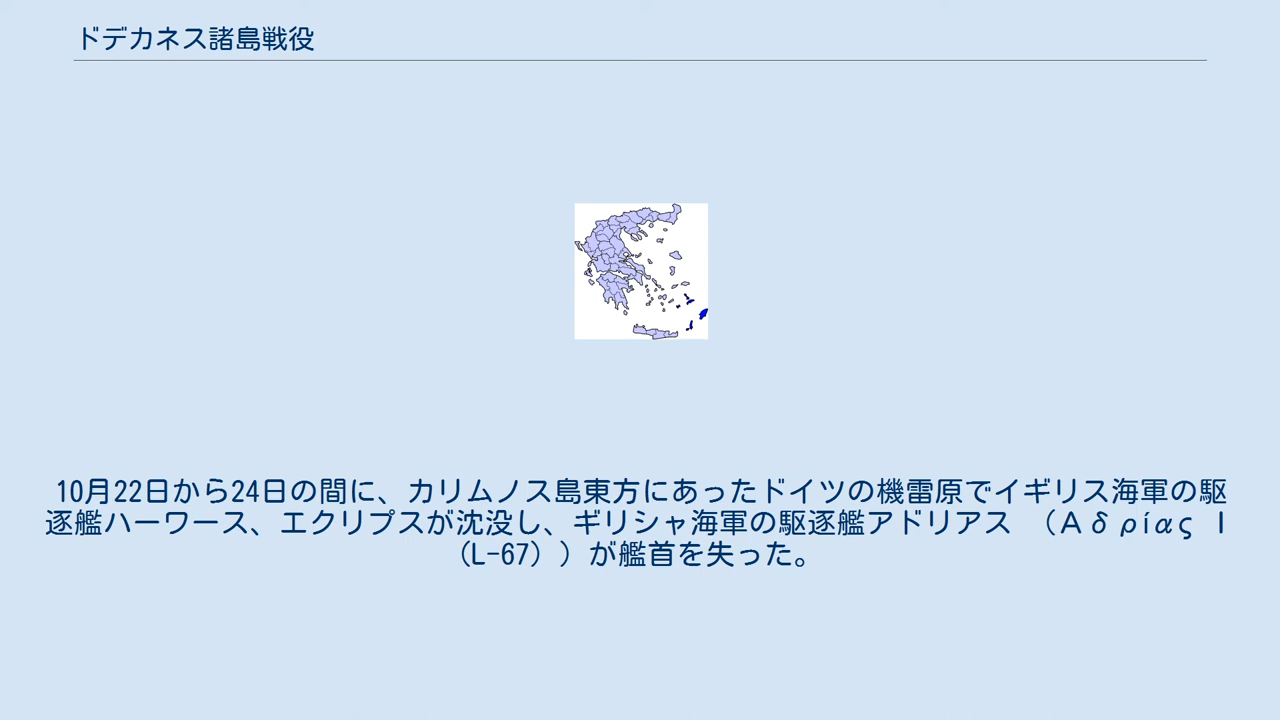 ドデカネス諸島戦役
10月22日から24日の間に、カリムノス島東方にあったドイツの機雷原でイギリス海軍の駆
逐艦ハーワース、エクリプスが沈没し、ギリシャ海軍の駆逐艦アドリアス （Αδρίας Ι
（L-67））が艦首を失った。